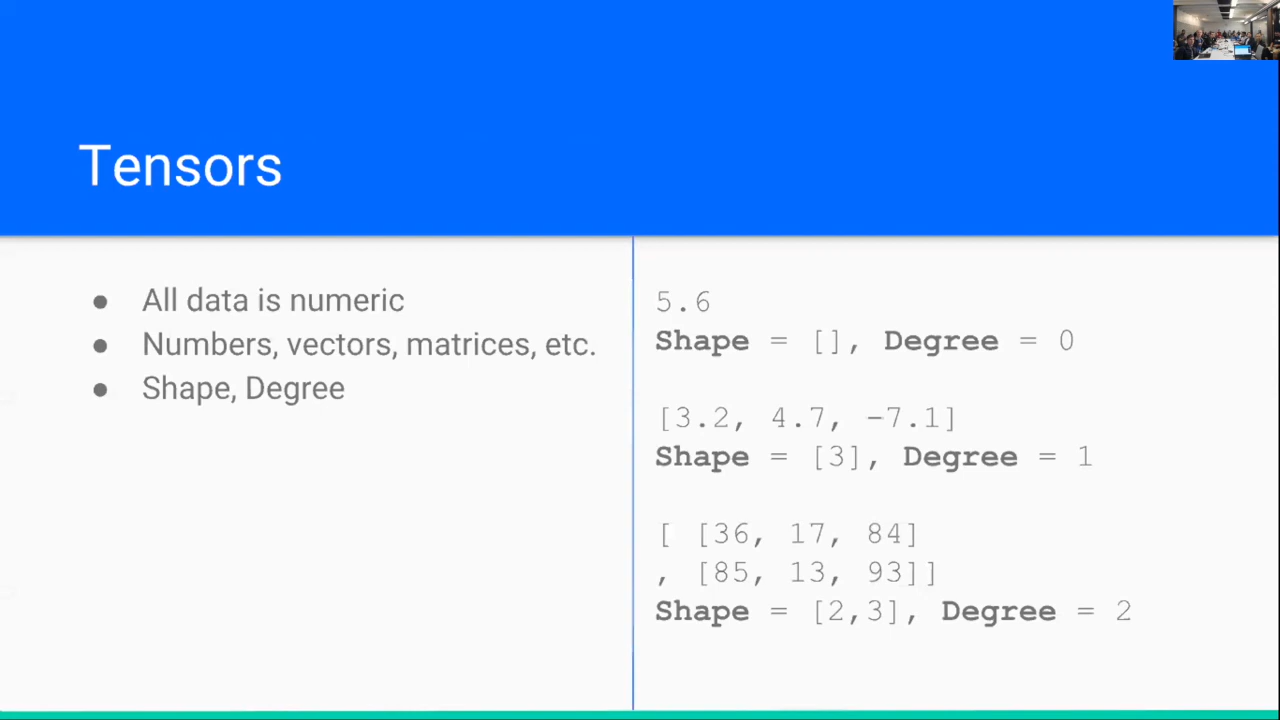 Tensors
● All data is numeric
● Numbers, vectors, matrices, etc.
● Shape, Degree
5.6
Shape = [], Degree = 0
[3.2, 4.7, -7.1]
Shape = [3], Degree = 1
[ [36, 17, 84]
, [85, 13, 93]]
Shape = [2,3], Degree = 2